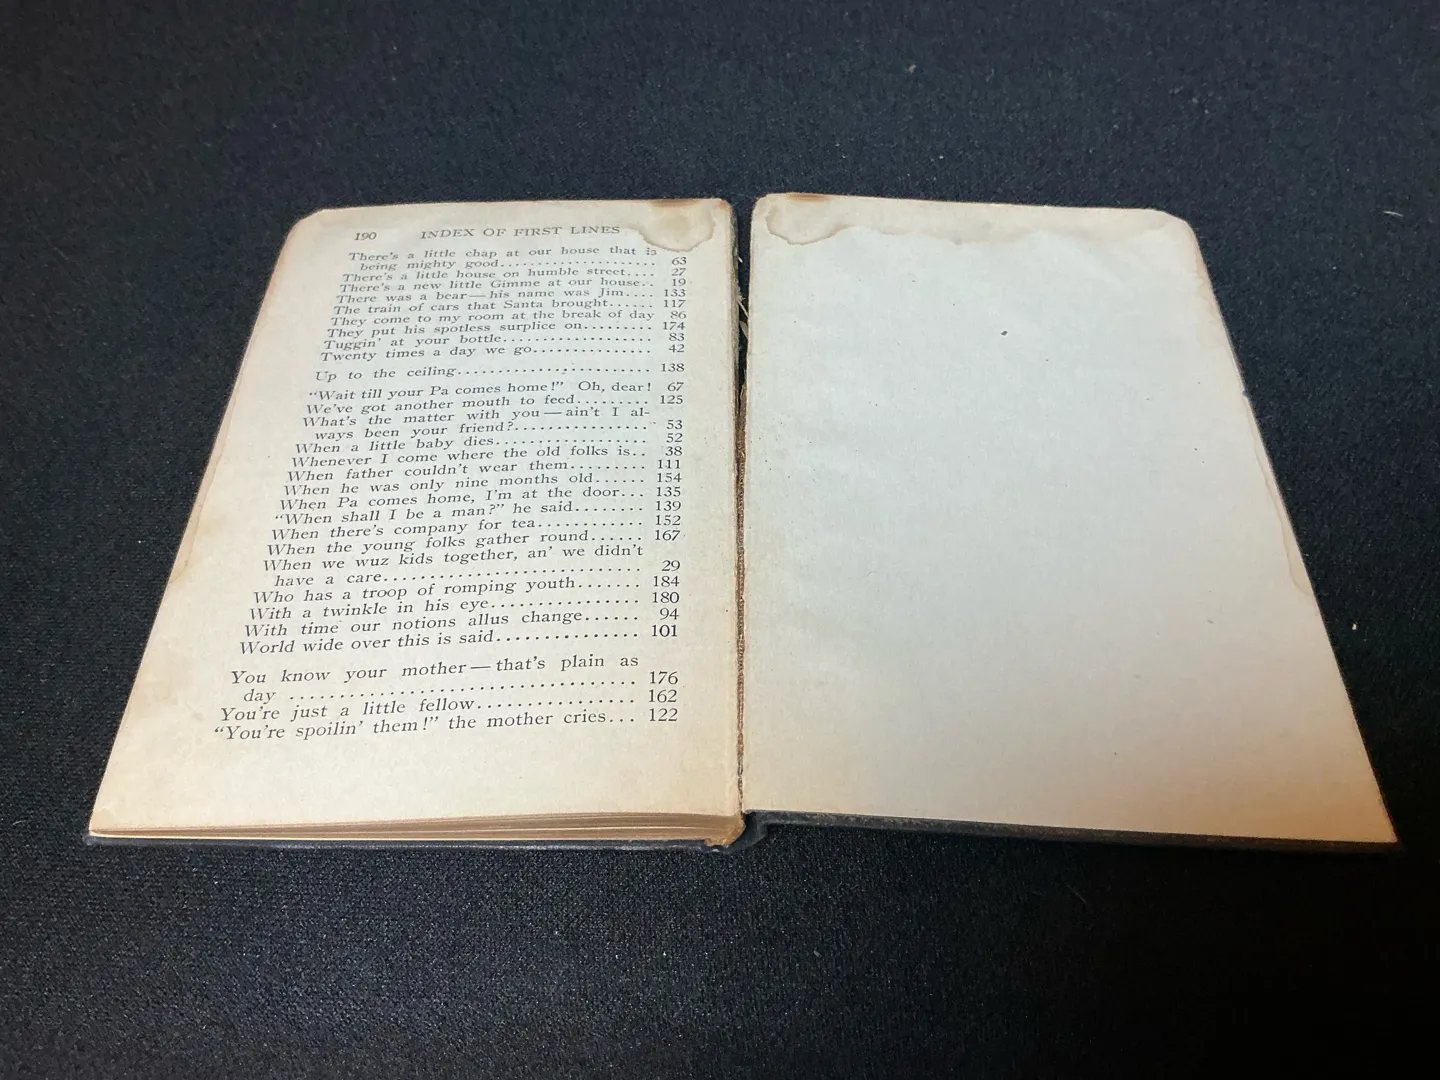 190 INDEX OF FIRST LINES
There's a little chap at our house that is
being mighty good..................... 63
There's a little house on humble street.... 27
There's a new little Gimme at our house.. 19
There was a bear—his name was Jim.... 133
The train of cars that Santa brought...... 117
They come to my room at the break of day 86
They put his spotless surplice on......... 174
Tuggin' at your bottle.................... 83
Twenty times a day we go................ 42
Up to the ceiling.......................... 138
"Wait till your Pa comes home!" Oh, dear! 67
We've got another mouth to feed......... 125
What's the matter with you—ain't I al-
ways been your friend?................ 53
When a little baby dies................... 52
Whenever I come where the old folks is.. 38
When father couldn't wear them......... 111
When he was only nine months old...... 154
When Pa comes home, I'm at the door... 135
"When shall I be a man?" he said........ 139
When there's company for tea............ 152
When the young folks gather round...... 167
When we wuz kids together, an' we didn't
have a care............................ 29
Who has a troop of romping youth....... 184
With a twinkle in his eye................ 180
With time our notions allus change...... 94
World wide over this is said............... 101
You know your mother—that's plain as
day ................................... 176
You're just a little fellow................. 162
"You're spoilin' them!" the mother cries... 122